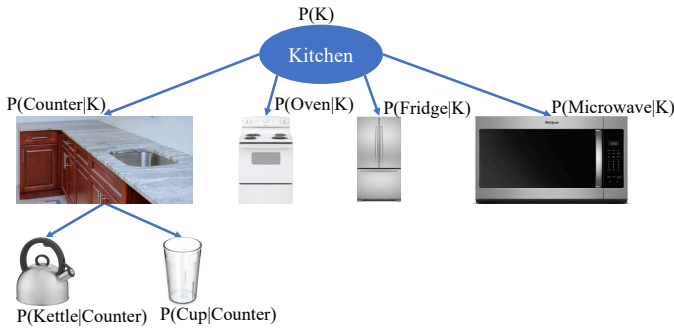 P(K)
Kitchen
P(Counter|K)
P(Oven|K)
P(Fridge|K)
P(Microwave|K)
P(Kettle|Counter)
P(Cup|Counter)